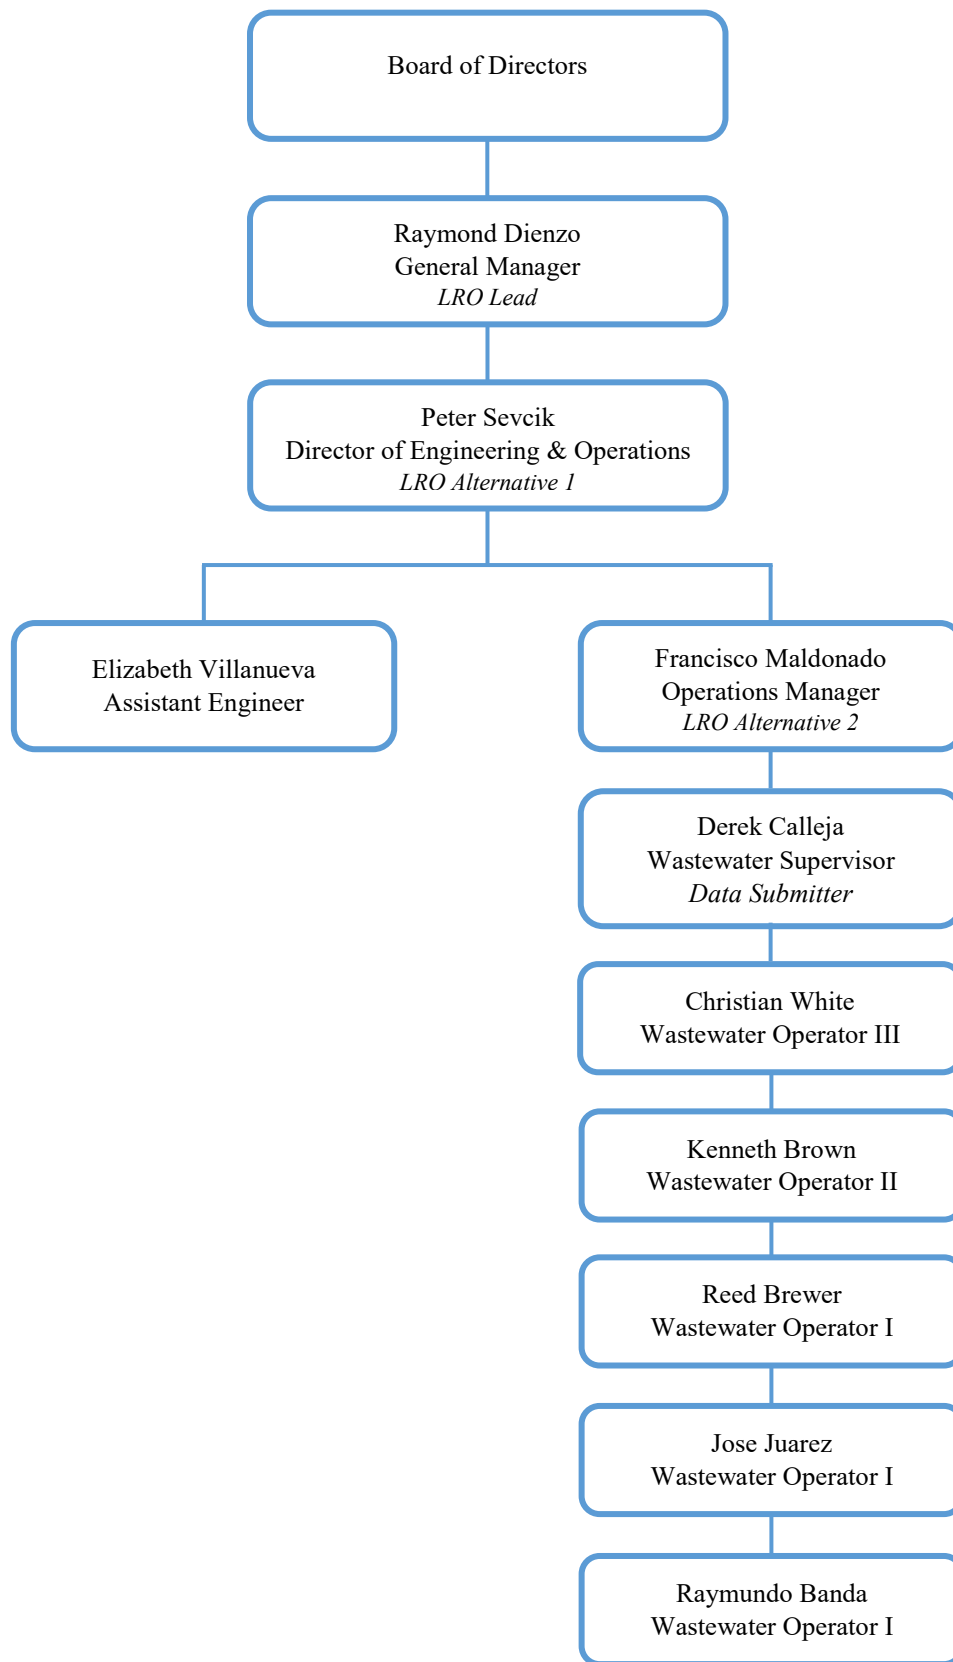 Board of Directors
Raymond Dienzo
General Manager
LRO Lead
Peter Sevcik
Director of Engineering & Operations
LRO Alternative 1
Elizabeth Villanueva
Assistant Engineer
Francisco Maldonado
Operations Manager
LRO Alternative 2
Derek Calleja
Wastewater Supervisor
Data Submitter
Christian White
Wastewater Operator III
Kenneth Brown
Wastewater Operator II
Reed Brewer
Wastewater Operator I
Jose Juarez
Wastewater Operator I
Raymundo Banda
Wastewater Operator I